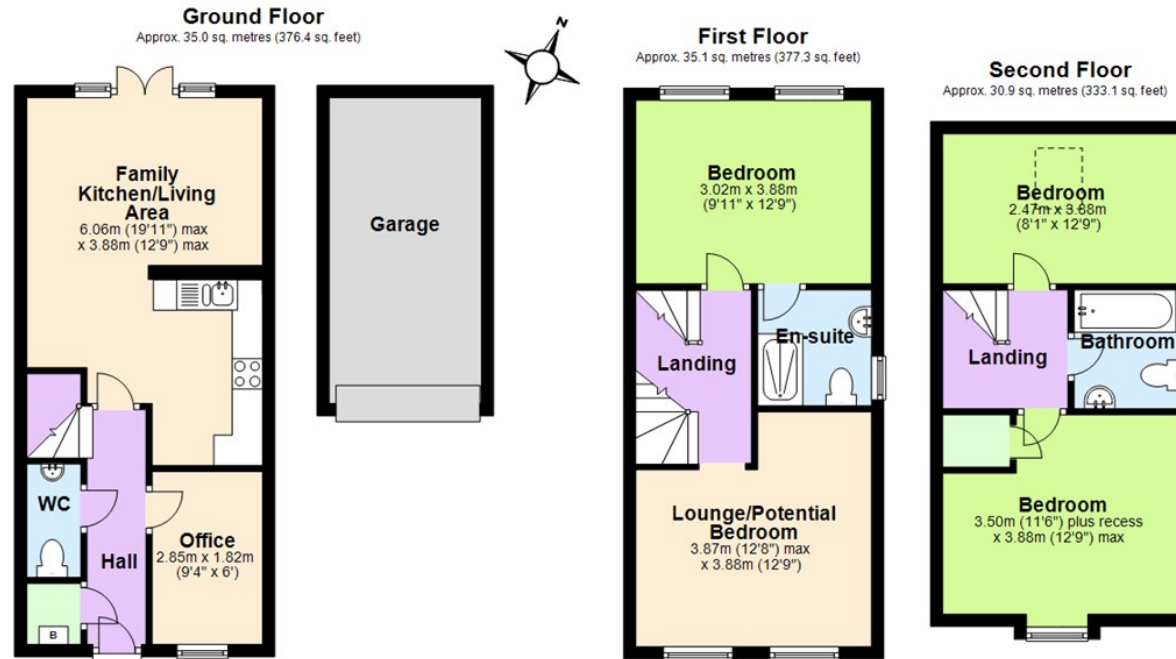 Ground Floor
Approx. 35.0 sq. metres (376.4 sq. feet)
Family
Kitchen/Living
Area
6.06m (19'11") max
x 3.88m (12'9") max
WC
Hall
Office
2.85m x 1.82m
(9'4" x 6')
B
Garage
N
First Floor
Approx. 35.1 sq. metres (377.3 sq. feet)
Bedroom
3.02m x 3.88m
(9'11" x 12'9")
Landing
En-suite
Lounge/Potential
Bedroom
3.87m (12'8") max
x 3.88m (12'9")
Second Floor
Approx. 30.9 sq. metres (333.1 sq. feet)
Bedroom
2.47m x 3.88m
(8'1" x 12'9")
Landing
Bathroom
Bedroom
3.50m (11'6") plus recess
x 3.88m (12'9") max